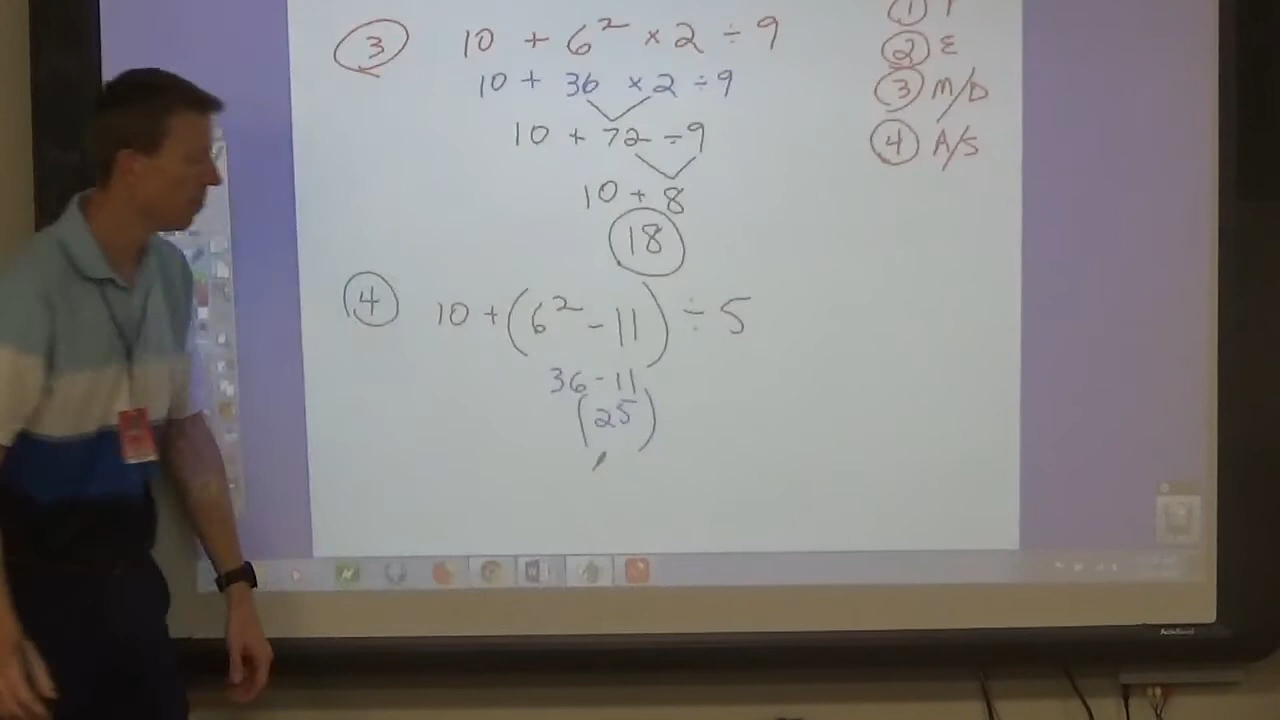 ③ 10 + 6² × 2 ÷ 9
10 + 36 × 2 ÷ 9
10 + 72 ÷ 9
10 + 8
18
④ 10 + (6² - 11) ÷ 5
36 - 11
(25)
① P
② E
③ M/D
④ A/S